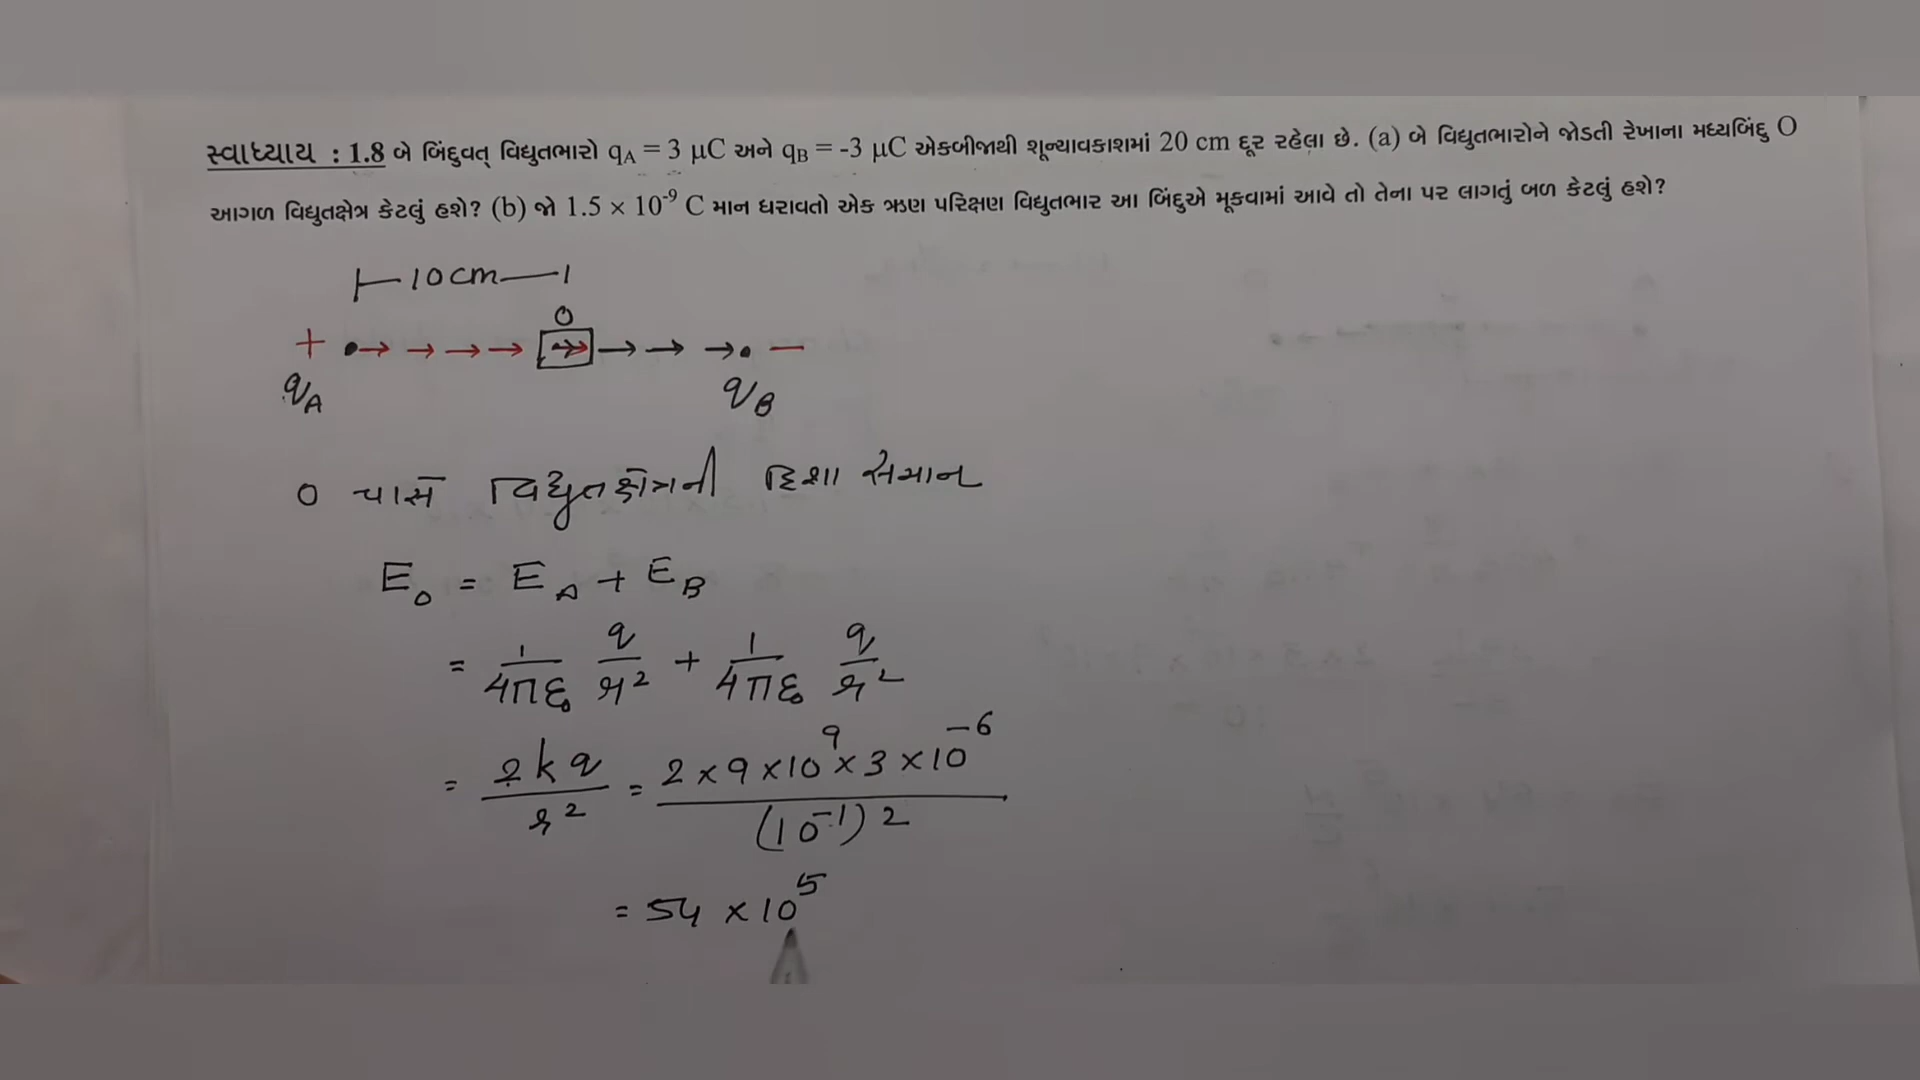 સ્વાધ્યાય : 1.8 બે બિંદુવત્ વિદ્યુતભારો qA = 3 μC અને qB = -3 μC એકબીજાથી શૂન્યાવકાશમાં 20 cm દૂર રહેલા છે. (a) બે વિદ્યુતભારોને જોડતી રેખાના મધ્યબિંદુ O
આગળ વિદ્યુતક્ષેત્ર કેટલું હશે? (b) જો 1.5 × 10⁻⁹ C માન ધરાવતો એક ઋણ પરિક્ષણ વિદ્યુતભાર આ બિંદુએ મૂકવામાં આવે તો તેના પર લાગતું બળ કેટલું હશે?
10 cm
O
+ → → → → → → → → −
qA qB
O પાસે વિદ્યુતક્ષેત્રની દિશા સમાન
E₀ = EA + EB
= 1/4πε₀ q/r² + 1/4πε₀ q/r²
= 2kq/r² = 2 × 9 × 10⁹ × 3 × 10⁻⁶/(10⁻¹)²
= 54 × 10⁵